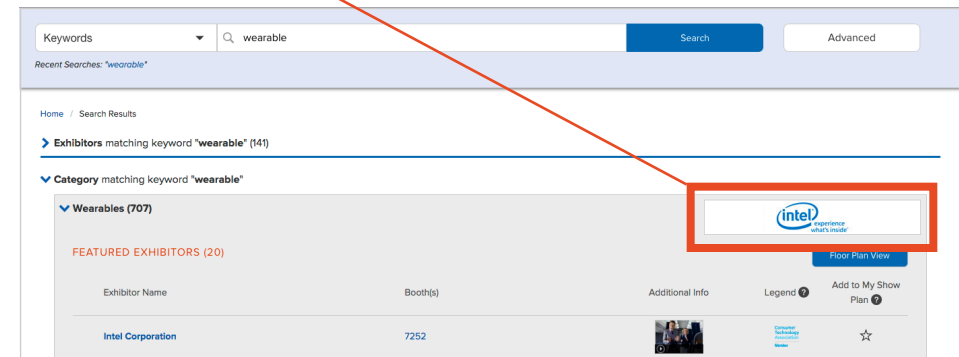 Keywords
wearable
Search
Advanced
Recent Searches: "wearable"
Home / Search Results
Exhibitors matching keyword "wearable" (141)
Category matching keyword "wearable"
Wearables (707)
intel
experience
what's inside™
FEATURED EXHIBITORS (20)
Floor Plan View
Exhibitor Name Booth(s) Additional Info Legend ? Add to My Show Plan ?
Intel Corporation 7252
Consumer
Technology
Association
Member